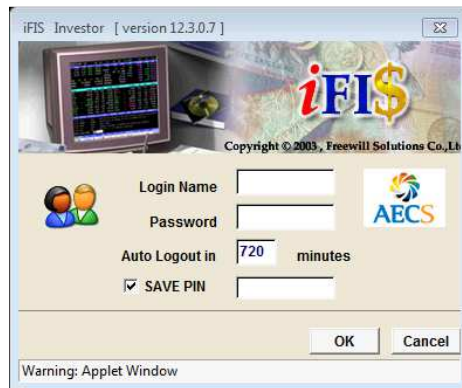 iFIS Investor [ version 12.3.0.7 ]
iFI$
Copyright © 2003 , Freewill Solutions Co.,Lt
Login Name
Password
AECS
Auto Logout in 720 minutes
SAVE PIN
OK Cancel
Warning: Applet Window